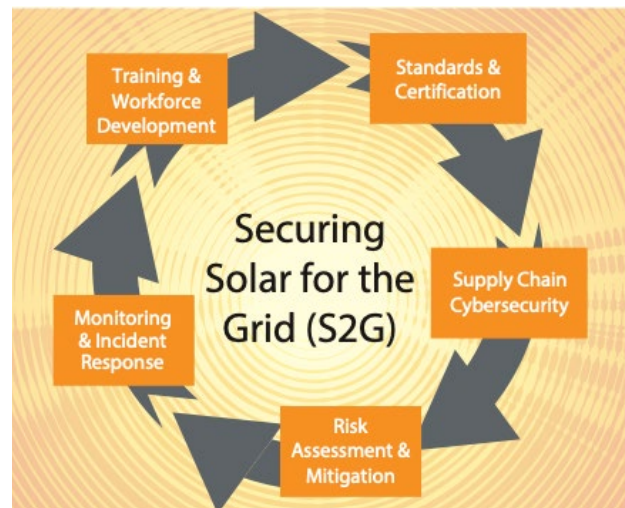 Training &
Workforce
Development
Standards &
Certification
Securing
Solar for the
Grid (S2G)
Supply Chain
Cybersecurity
Monitoring
& Incident
Response
Risk
Assessment &
Mitigation